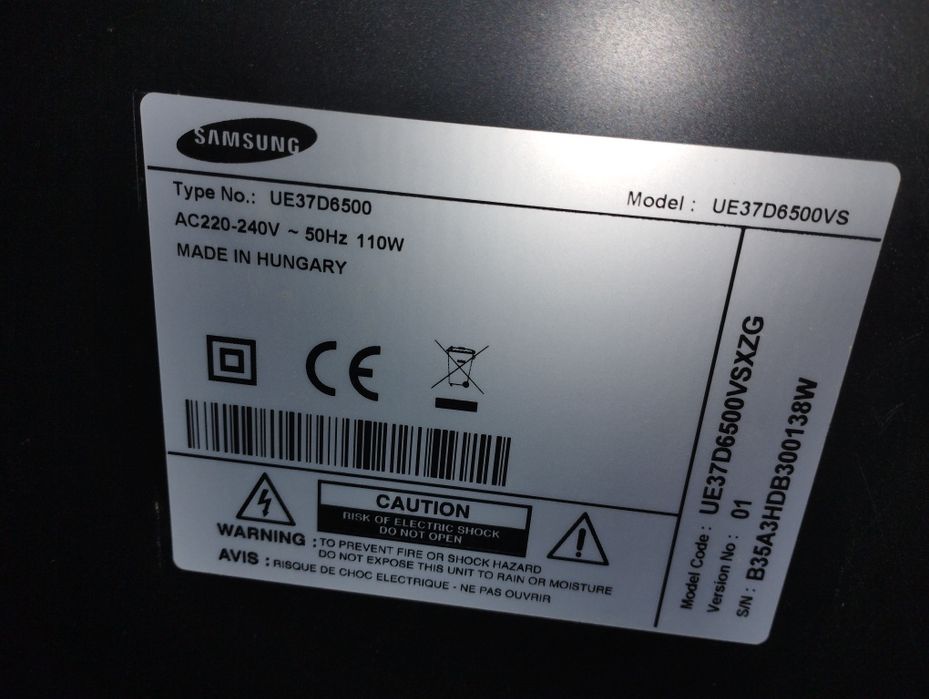 SAMSUNG
Type No.: UE37D6500
Model : UE37D6500VS
AC220-240V ~ 50Hz 110W
MADE IN HUNGARY
CE
CAUTION
RISK OF ELECTRIC SHOCK
DO NOT OPEN
WARNING : TO PREVENT FIRE OR SHOCK HAZARD
DO NOT EXPOSE THIS UNIT TO RAIN OR MOISTURE
AVIS : RISQUE DE CHOC ELECTRIQUE - NE PAS OUVRIR
Model Code : UE37D6500VSXZG
Version No : 01
S/N : B35A3HDB300138W